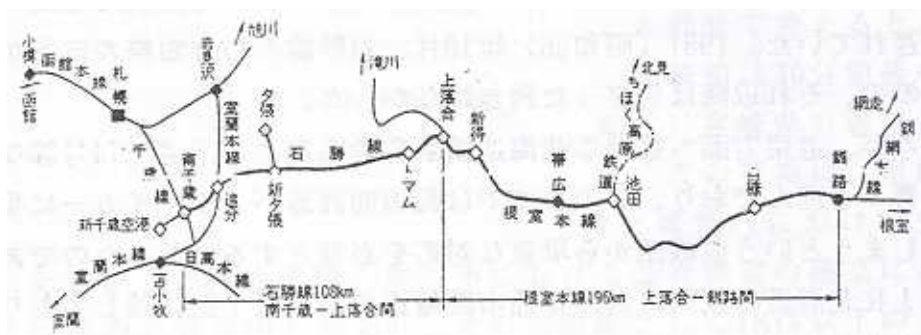 小樽
函館本線
札幌
岩見沢
旭川
室蘭本線
夕張
新夕張
石勝線
トマム
滝川
上落合
新得
帯広
根室本線
北見
ちほく高原鉄道
池田
白糠
釧路
網走
釧網本線
根室
千歳線
南千歳
新千歳空港
追分
函館
室蘭本線
室蘭
苫小牧
日高本線
石勝線108km
南千歳－上落合間
根室本線196km 上落合－釧路間